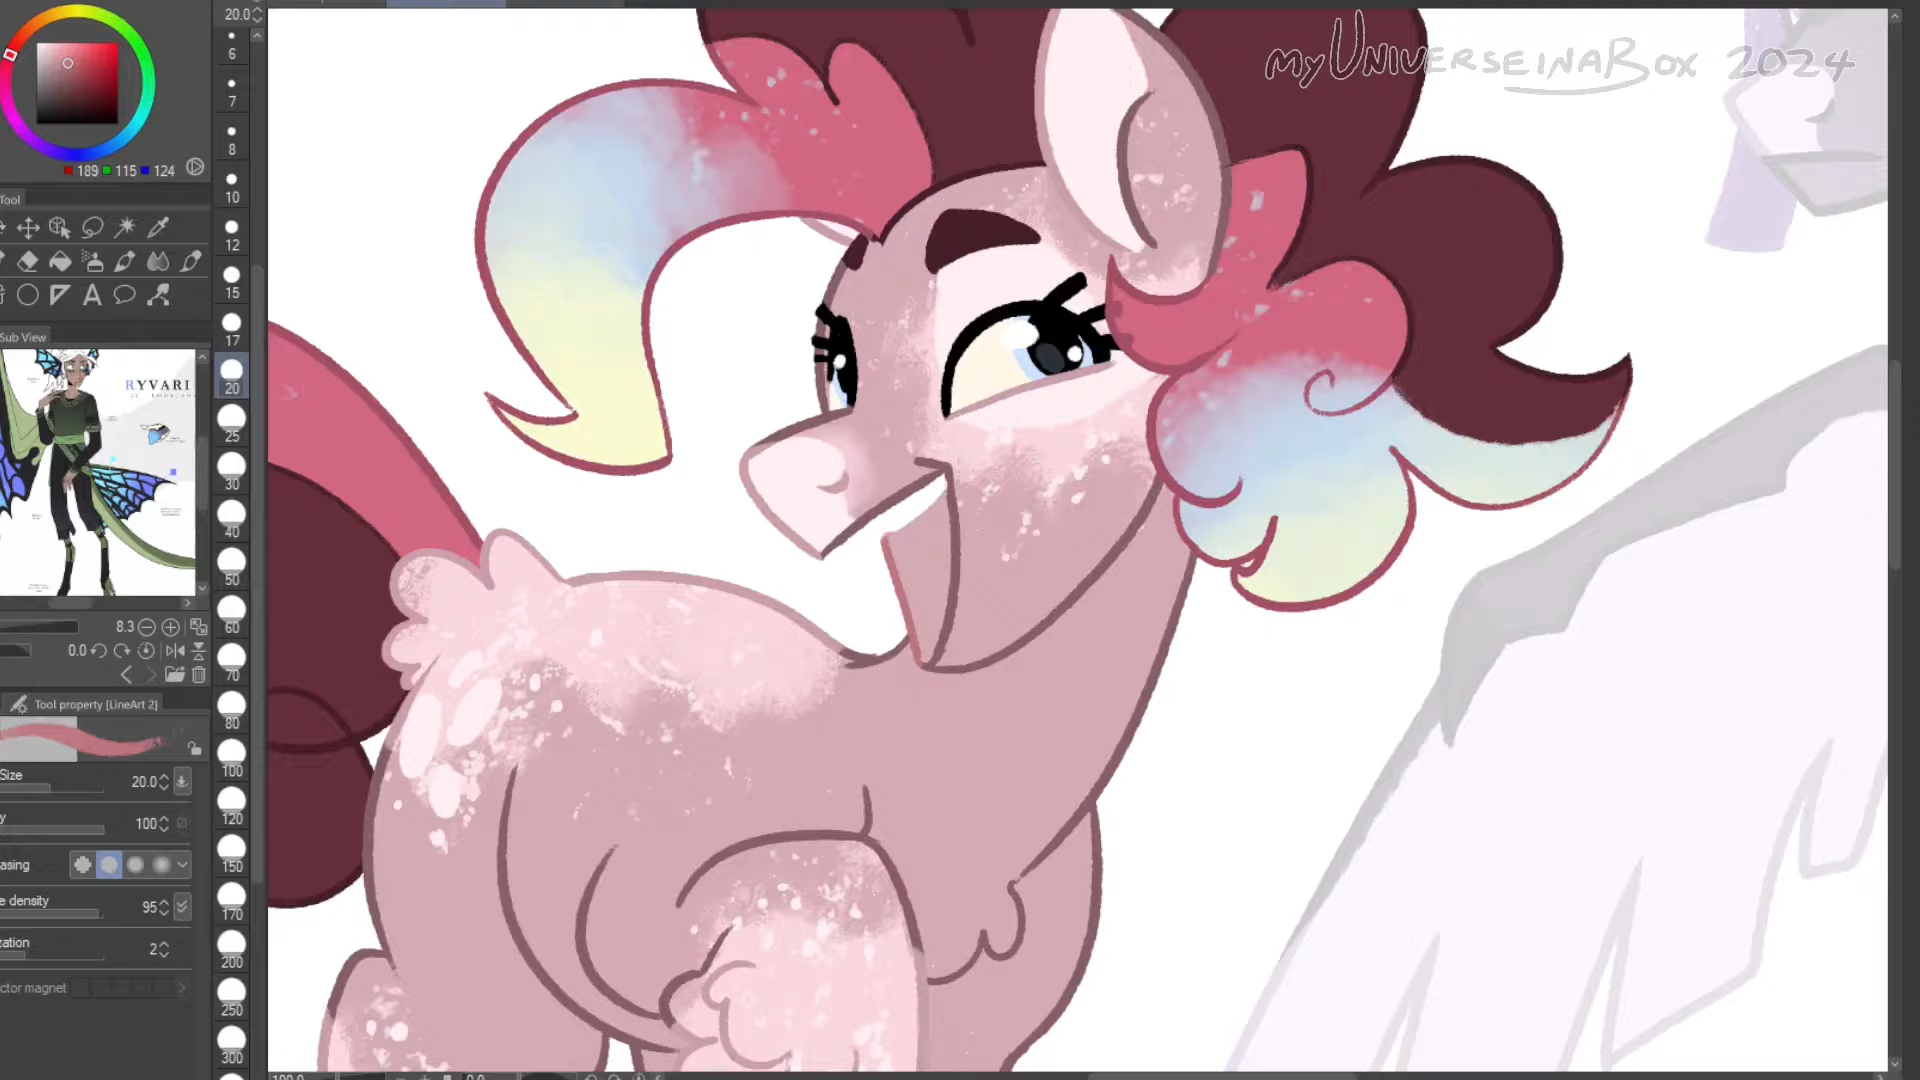 myUniverseinaBox 2024
20.0
6
7
8
10
12
15
17
20
25
30
40
50
60
70
80
100
120
150
170
200
250
300
189 115 124
Tool
Sub View
RYVARI
8.3
0.0
Tool property [LineArt 2]
Size 20.0
y 100
asing
e density 95
zation 2
ctor magnet